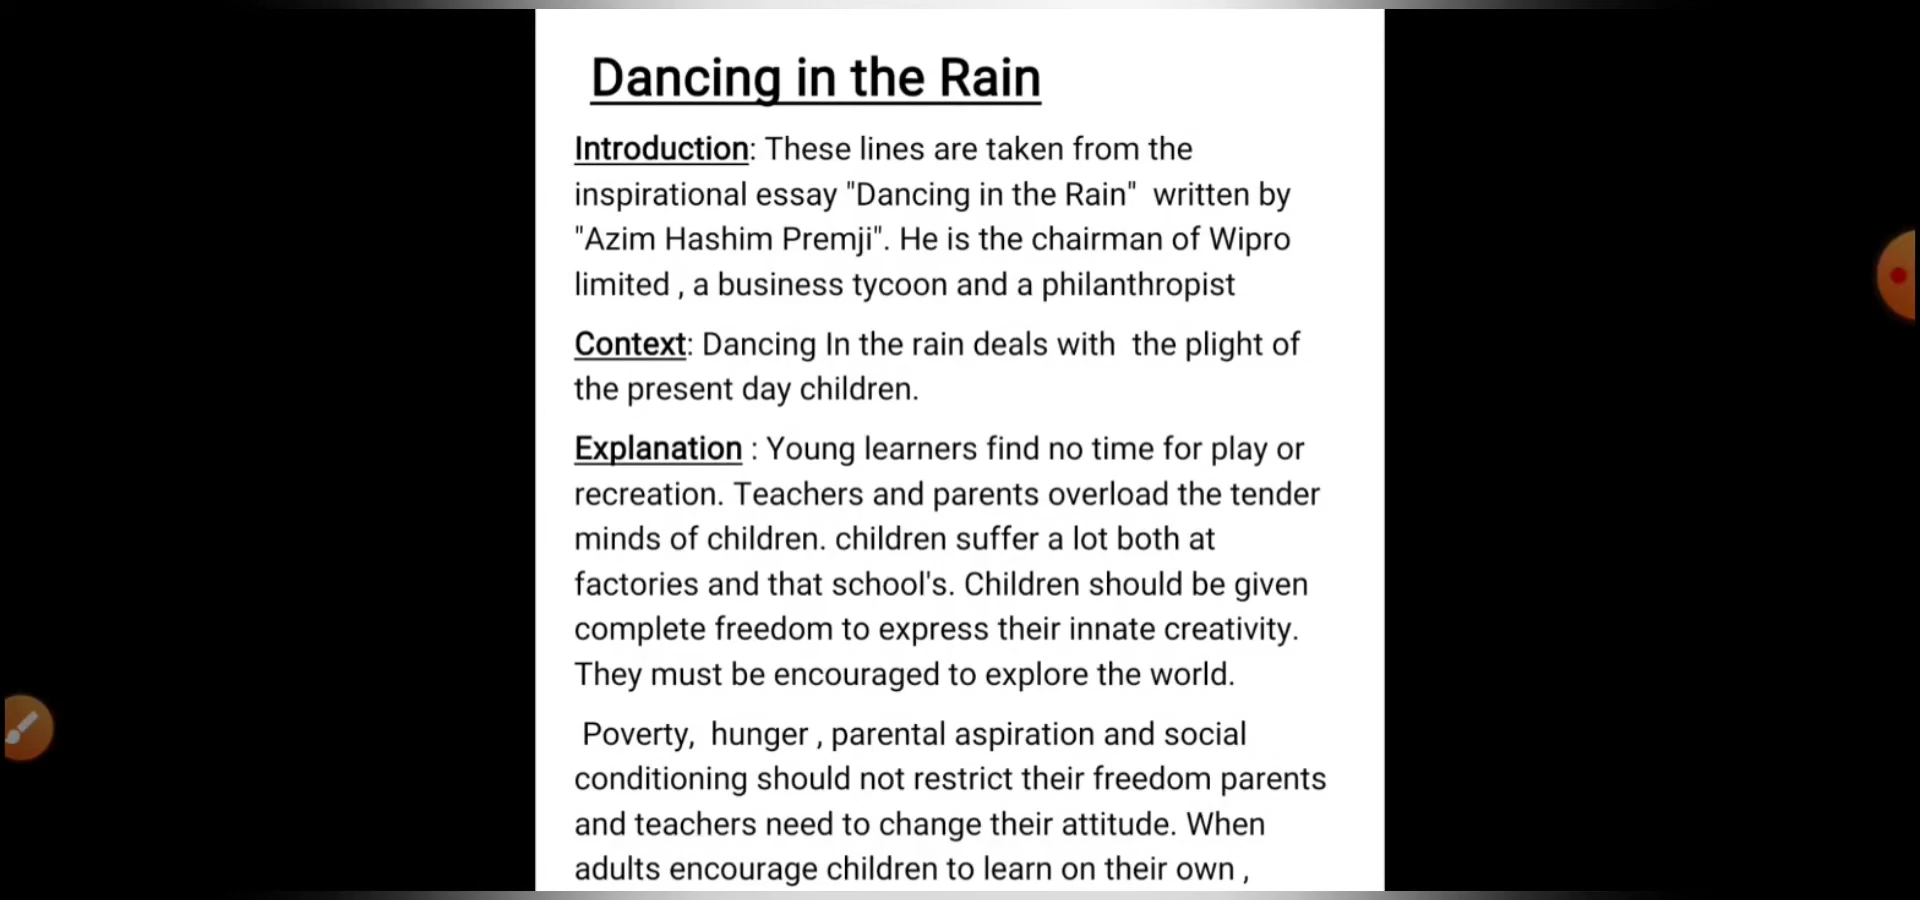 Dancing in the Rain
Introduction: These lines are taken from the
inspirational essay "Dancing in the Rain"  written by
"Azim Hashim Premji". He is the chairman of Wipro
limited , a business tycoon and a philanthropist
Context: Dancing In the rain deals with  the plight of
the present day children.
Explanation : Young learners find no time for play or
recreation. Teachers and parents overload the tender
minds of children. children suffer a lot both at
factories and that school's. Children should be given
complete freedom to express their innate creativity.
They must be encouraged to explore the world.
Poverty,  hunger , parental aspiration and social
conditioning should not restrict their freedom parents
and teachers need to change their attitude. When
adults encourage children to learn on their own ,